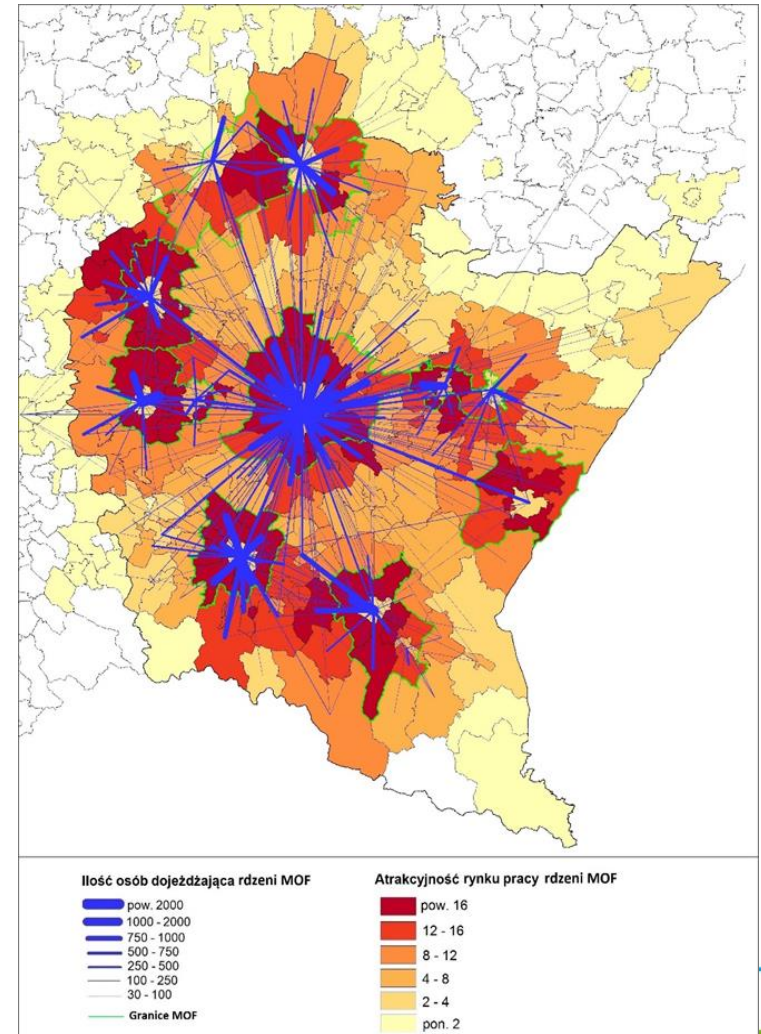 Ilość osób dojeżdżająca rdzeni MOF
pow. 2000
1000 - 2000
750 - 1000
500 - 750
250 - 500
100 - 250
30 - 100
Granice MOF
Atrakcyjność rynku pracy rdzeni MOF
pow. 16
12 - 16
8 - 12
4 - 8
2 - 4
pon. 2